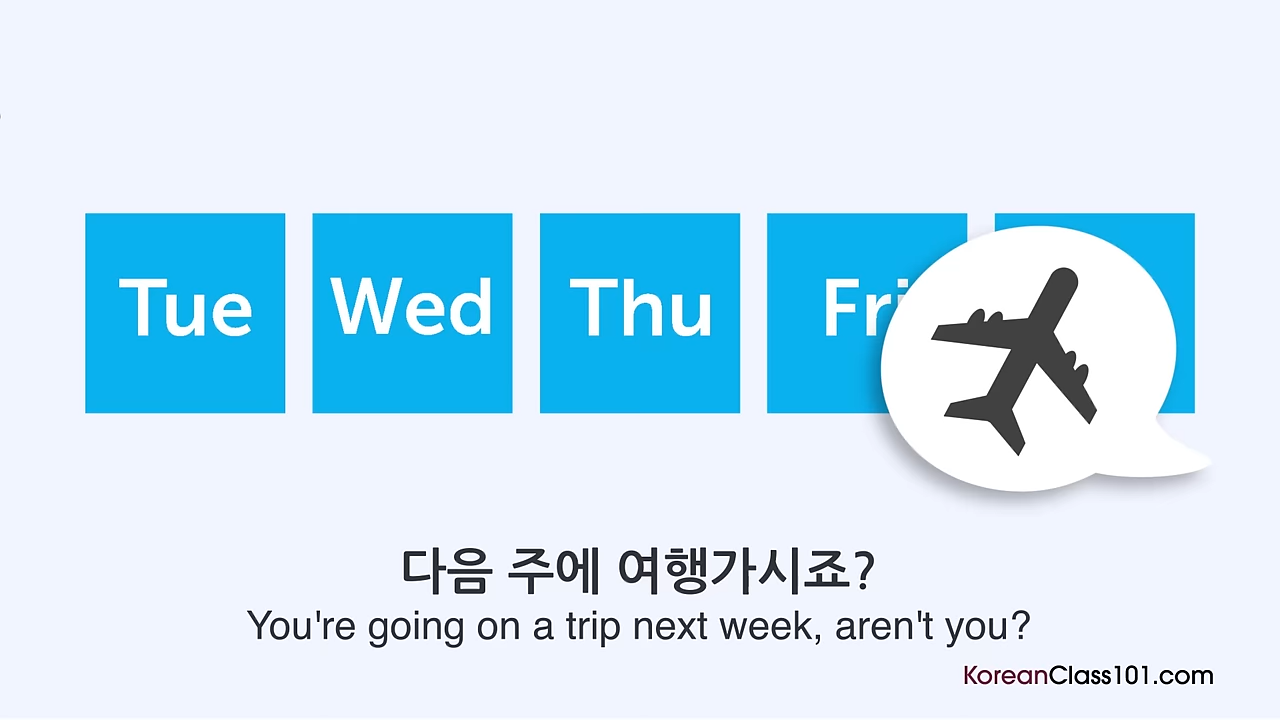 Tue Wed Thu Fri
다음 주에 여행가시죠?
You're going on a trip next week, aren't you?
KoreanClass101.com